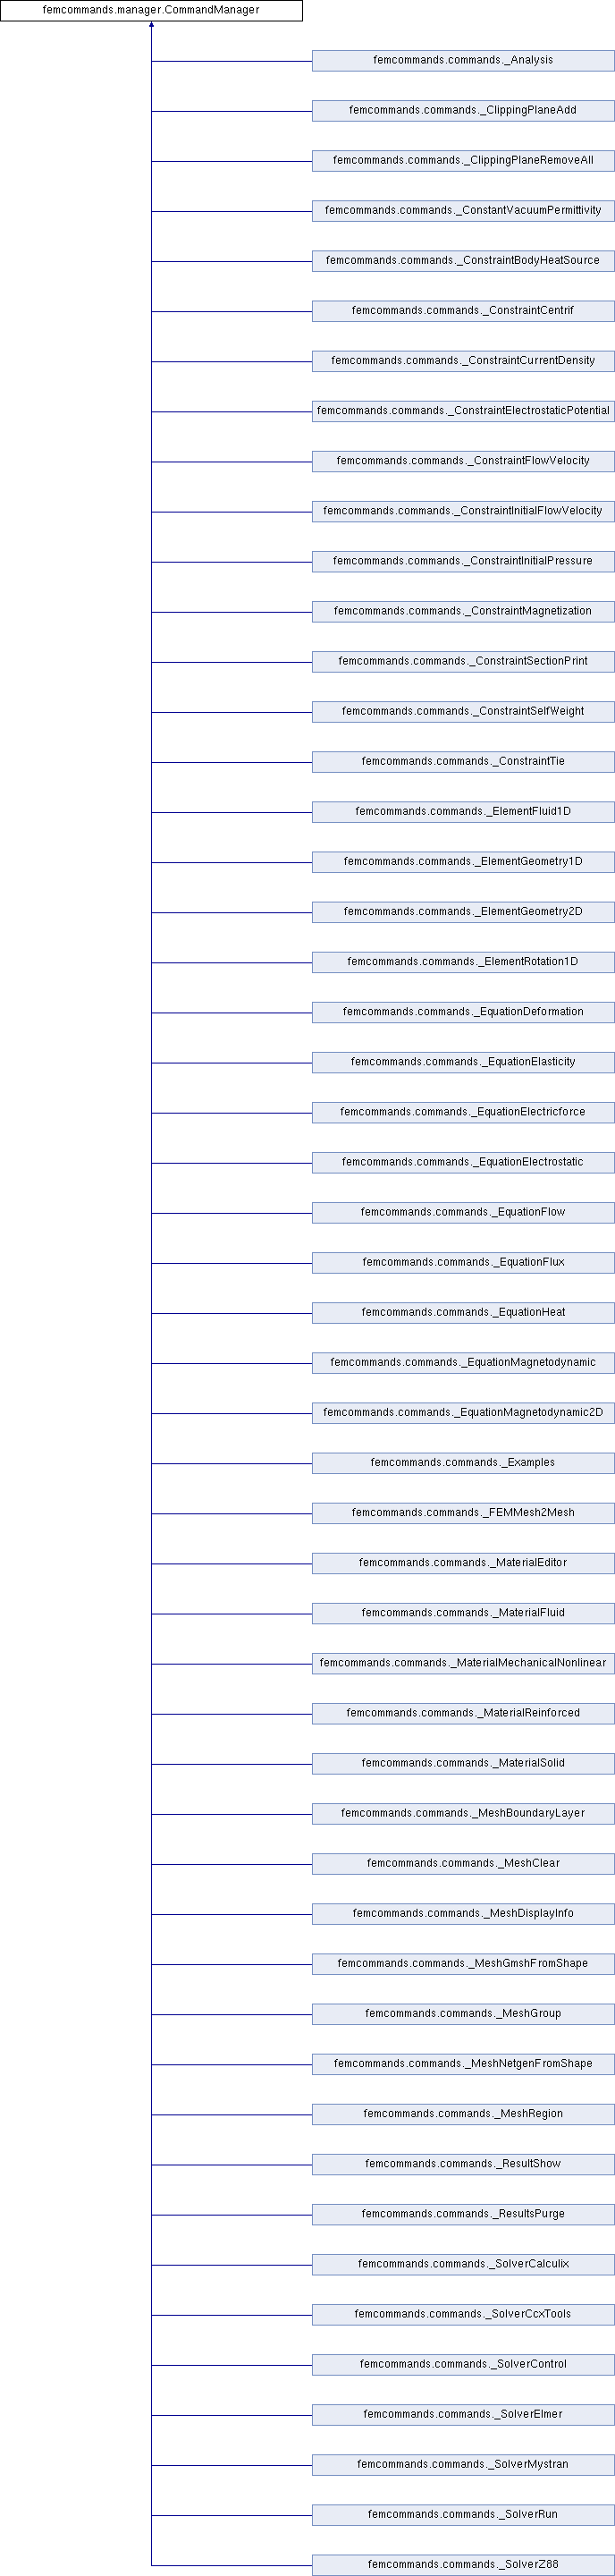 femcommands.manager.CommandManager
femcommands.commands._Analysis
femcommands.commands._ClippingPlaneAdd
femcommands.commands._ClippingPlaneRemoveAll
femcommands.commands._ConstantVacuumPermittivity
femcommands.commands._ConstraintBodyHeatSource
femcommands.commands._ConstraintCentrif
femcommands.commands._ConstraintCurrentDensity
femcommands.commands._ConstraintElectrostaticPotential
femcommands.commands._ConstraintFlowVelocity
femcommands.commands._ConstraintInitialFlowVelocity
femcommands.commands._ConstraintInitialPressure
femcommands.commands._ConstraintMagnetization
femcommands.commands._ConstraintSectionPrint
femcommands.commands._ConstraintSelfWeight
femcommands.commands._ConstraintTie
femcommands.commands._ElementFluid1D
femcommands.commands._ElementGeometry1D
femcommands.commands._ElementGeometry2D
femcommands.commands._ElementRotation1D
femcommands.commands._EquationDeformation
femcommands.commands._EquationElasticity
femcommands.commands._EquationElectricforce
femcommands.commands._EquationElectrostatic
femcommands.commands._EquationFlow
femcommands.commands._EquationFlux
femcommands.commands._EquationHeat
femcommands.commands._EquationMagnetodynamic
femcommands.commands._EquationMagnetodynamic2D
femcommands.commands._Examples
femcommands.commands._FEMMesh2Mesh
femcommands.commands._MaterialEditor
femcommands.commands._MaterialFluid
femcommands.commands._MaterialMechanicalNonlinear
femcommands.commands._MaterialReinforced
femcommands.commands._MaterialSolid
femcommands.commands._MeshBoundaryLayer
femcommands.commands._MeshClear
femcommands.commands._MeshDisplayInfo
femcommands.commands._MeshGmshFromShape
femcommands.commands._MeshGroup
femcommands.commands._MeshNetgenFromShape
femcommands.commands._MeshRegion
femcommands.commands._ResultShow
femcommands.commands._ResultsPurge
femcommands.commands._SolverCalculix
femcommands.commands._SolverCcxTools
femcommands.commands._SolverControl
femcommands.commands._SolverElmer
femcommands.commands._SolverMystran
femcommands.commands._SolverRun
femcommands.commands._SolverZ88